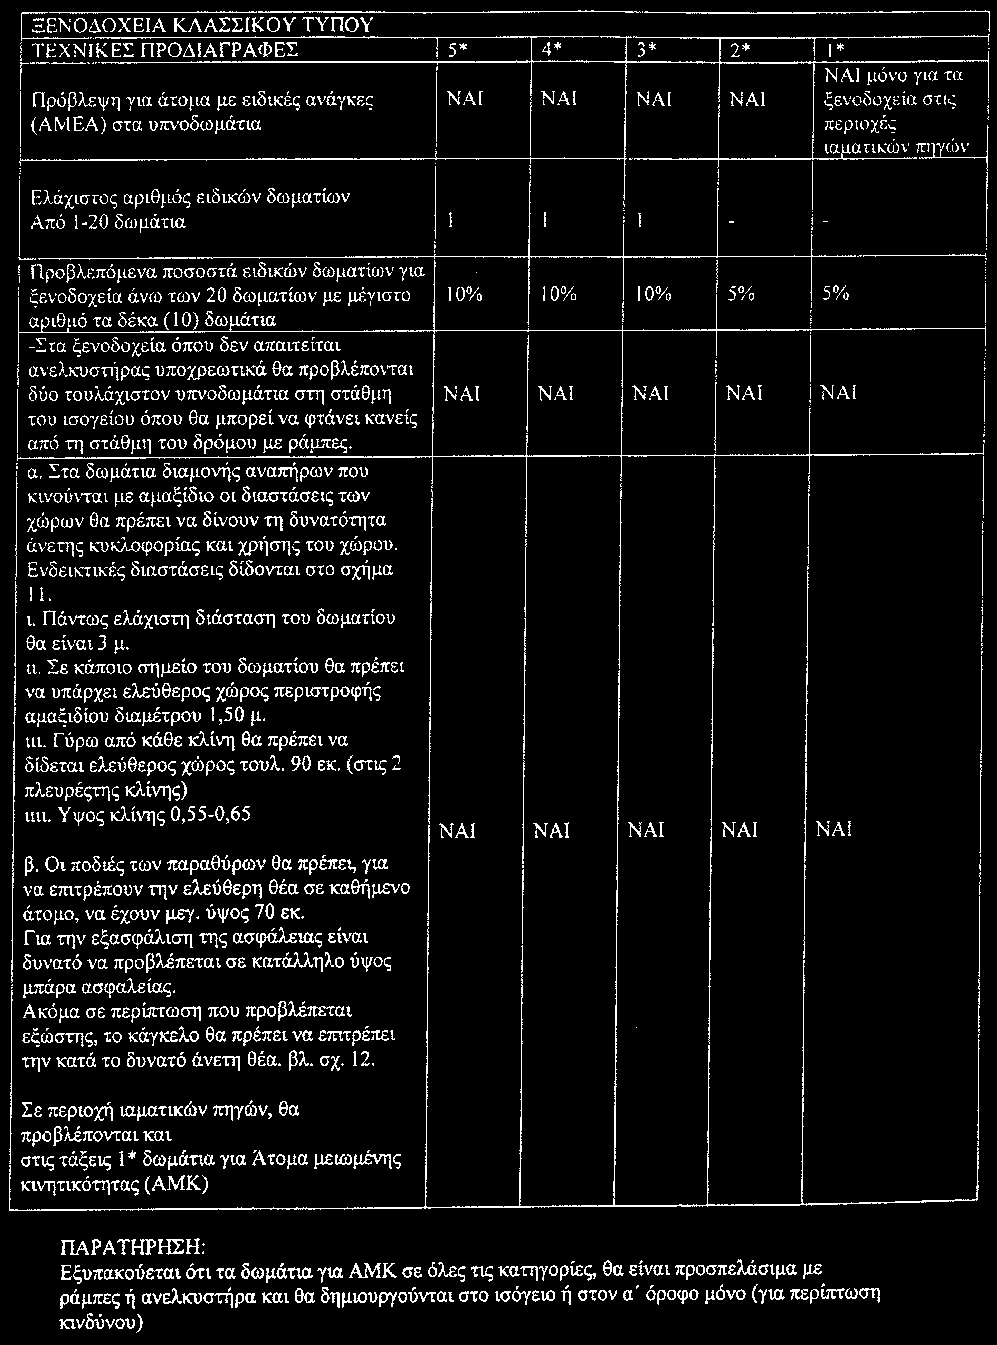 ΞΕΝΟΔΟΧΕΙΑ ΚΛΑΣΣΙΚΟΥ ΤΥΠΟΥ
ΤΕΧΝΙΚΕΣ ΠΡΟΔΙΑΓΡΑΦΕΣ 5* 4* 3* 2* 1*
Πρόβλεψη για άτομα με ειδικές ανάγκες
(ΑΜΕΑ) στα υπνοδωμάτια
ΝΑΙ ΝΑΙ ΝΑΙ ΝΑΙ
ΝΑΙ μόνο για τα
ξενοδοχεία στις
περιοχές
ιαματικών πηγών
Ελάχιστος αριθμός ειδικών δωματίων
Από 1-20 δωμάτια 1 1 1 - -
Προβλεπόμενα ποσοστά ειδικών δωματίων για
ξενοδοχεία άνω των 20 δωματίων με μέγιστο
αριθμό τα δέκα (10) δωμάτια
10% 10% 10% 5% 5%
-Στα ξενοδοχεία όπου δεν απαιτείται
ανελκυστήρας υποχρεωτικά θα προβλέπονται
δύο τουλάχιστον υπνοδωμάτια στη στάθμη
του ισογείου όπου θα μπορεί να φτάνει κανείς
από τη στάθμη του δρόμου με ράμπες.
ΝΑΙ ΝΑΙ ΝΑΙ ΝΑΙ ΝΑΙ
α. Στα δωμάτια διαμονής αναπήρων που
κινούνται με αμαξίδιο οι διαστάσεις των
χώρων θα πρέπει να δίνουν τη δυνατότητα
άνετης κυκλοφορίας και χρήσης του χώρου.
Ενδεικτικές διαστάσεις δίδονται στο σχήμα
11.
ι. Πάντως ελάχιστη διάσταση του δωματίου
θα είναι 3 μ.
ιι. Σε κάποιο σημείο του δωματίου θα πρέπει
να υπάρχει ελεύθερος χώρος περιστροφής
αμαξιδίου διαμέτρου 1,50 μ.
ιιι. Γύρω από κάθε κλίνη θα πρέπει να
δίδεται ελεύθερος χώρος τουλ. 90 εκ. (στις 2
πλευρέςτης κλίνης)
ιιιι. Υψος κλίνης 0,55-0,65
ΝΑΙ ΝΑΙ ΝΑΙ ΝΑΙ ΝΑΙ
β. Οι ποδιές των παραθύρων θα πρέπει, για
να επιτρέπουν την ελεύθερη θέα σε καθήμενο
άτομο, να έχουν μεγ. ύψος 70 εκ.
Για την εξασφάλιση της ασφάλειας είναι
δυνατό να προβλέπεται σε κατάλληλο ύψος
μπάρα ασφαλείας.
Ακόμα σε περίπτωση που προβλέπεται
εξώστης, το κάγκελο θα πρέπει να επιτρέπει
την κατά το δυνατό άνετη θέα. βλ. σχ. 12.
Σε περιοχή ιαματικών πηγών, θα
προβλέπονται και
στις τάξεις 1* δωμάτια για Άτομα μειωμένης
κινητικότητας (ΑΜΚ)
ΠΑΡΑΤΗΡΗΣΗ:
Εξυπακούεται ότι τα δωμάτια για ΑΜΚ σε όλες τις κατηγορίες, θα είναι προσπελάσιμα με
ράμπες ή ανελκυστήρα και θα δημιουργούνται στο ισόγειο ή στον α΄ όροφο μόνο (για περίπτωση
κινδύνου)